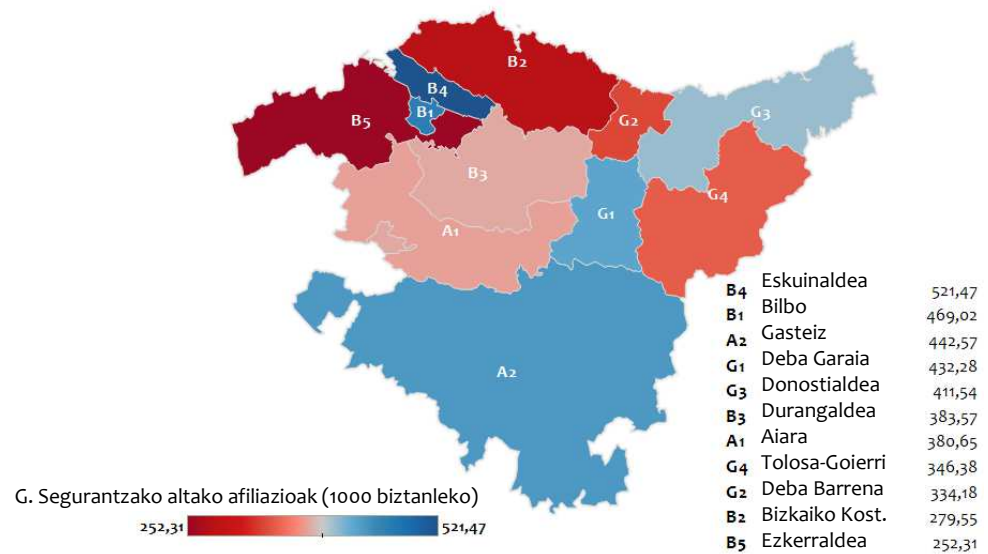 B2
B4
B1
B5
G3
G2
B3
G4
G1
A1
A2
B4 Eskuinaldea 521,47
B1 Bilbo 469,02
A2 Gasteiz 442,57
G1 Deba Garaia 432,28
G3 Donostialdea 411,54
B3 Durangaldea 383,57
A1 Aiara 380,65
G4 Tolosa-Goierri 346,38
G2 Deba Barrena 334,18
B2 Bizkaiko Kost. 279,55
B5 Ezkerraldea 252,31
G. Segurantzako altako afiliazioak (1000 biztanleko)
252,31 521,47